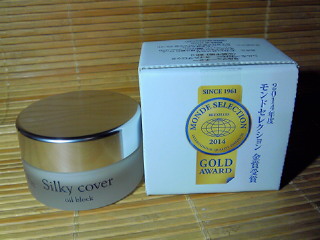 Silky cover
oil block
SINCE 1961
MONDE SELECTION
2014
GOLD
AWARD
2014年度
モンドセレクション 金賞受賞